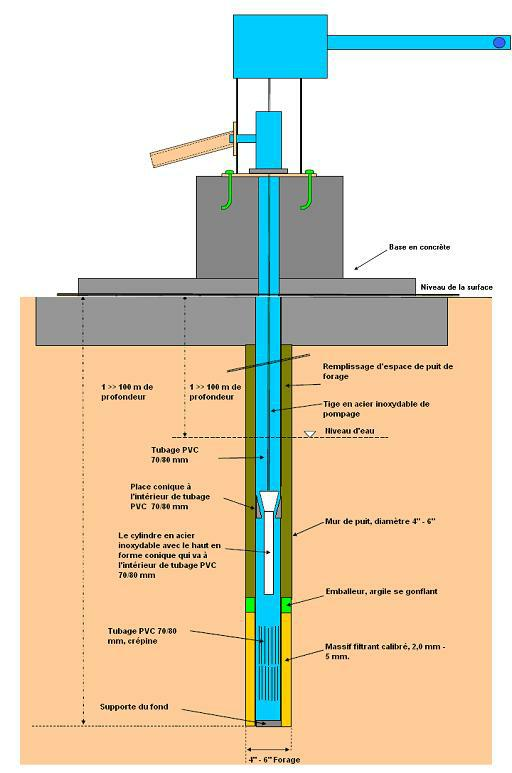 Base en concrète
Niveau de la surface
Remplissage d'espace de puit de
forage
1 >> 100 m de
profondeur
1 >> 100 m de
profondeur
Tige en acier inoxydable de
pompage
Niveau d'eau
Tubage PVC
70/80 mm
Place conique à
l'intérieur de tubage
PVC 70/80 mm
Mur de puit, diamètre 4" - 6"
Le cylindre en acier
inoxydable avec le haut en
forme conique qui va à
l'intérieur de tubage PVC
70/80 mm
Emballeur, argile se gonflant
Tubage PVC 70/80
mm, crépine
Massif filtrant calibré, 2,0 mm -
5 mm.
Supporte du fond
4" - 6" Forage